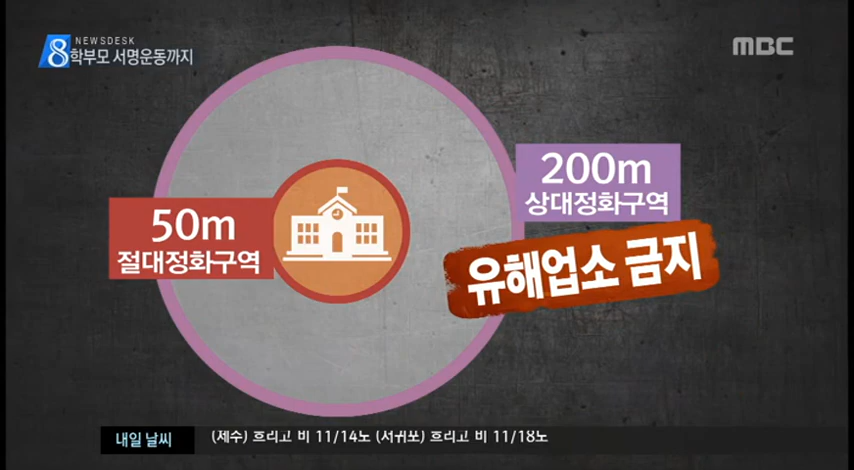 NEWSDESK
8 학부모 서명운동까지
MBC
200m
상대정화구역
50m
절대정화구역
유해업소 금지
내일 날씨
(제주) 흐리고 비 11/14도 (서귀포) 흐리고 비 11/18도